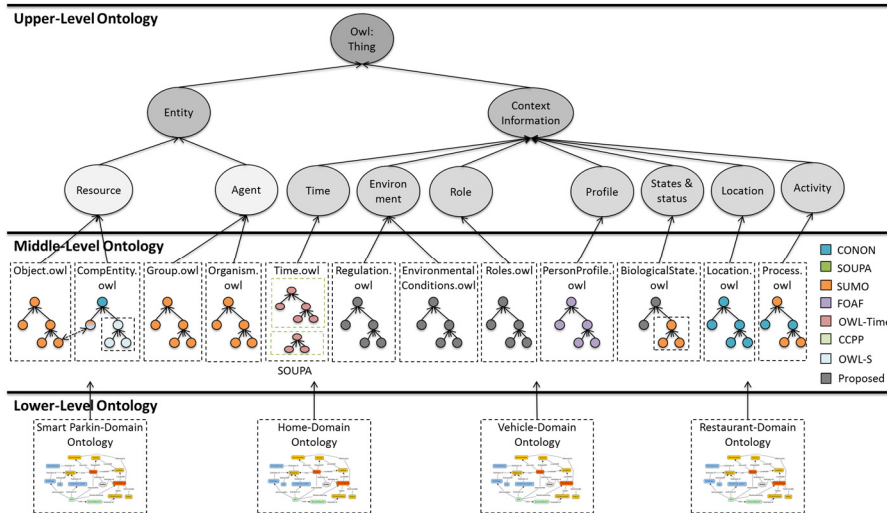 Upper-Level Ontology
Owl:
Thing
Entity
Context
Information
Resource
Agent
Time
Environ
ment
Role
Profile
States &
status
Location
Activity
Middle-Level Ontology
Object.owl
CompEntity.
owl
Group.owl
Organism.
owl
Time.owl
Regulation.
owl
Environmental
Conditions.owl
Roles.owl
PersonProfile.
owl
BiologicalState.
owl
Location.
owl
Process.
owl
SOUPA
CONON
SOUPA
SUMO
FOAF
OWL-Time
CCPP
OWL-S
Proposed
Lower-Level Ontology
Smart Parkin-Domain
Ontology
Home-Domain
Ontology
Vehicle-Domain
Ontology
Restaurant-Domain
Ontology